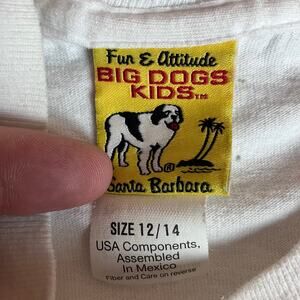 Fun & Attitude
BIG DOGS
KIDS™
®
Santa Barbara
SIZE 12/14
USA Components,
Assembled
In Mexico
Fiber and Care on reverse